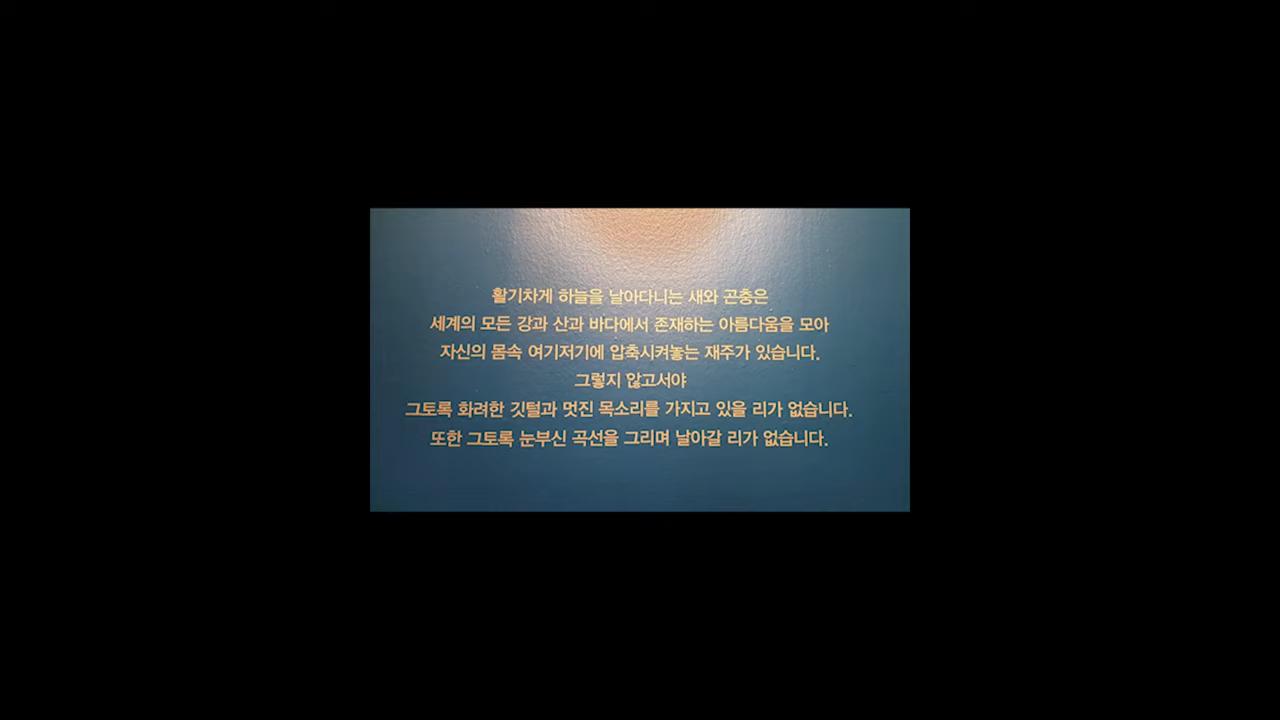 활기차게 하늘을 날아다니는 새와 곤충은
세계의 모든 강과 산과 바다에서 존재하는 아름다움을 모아
자신의 몸속 여기저기에 압축시켜놓는 재주가 있습니다.
그렇지 않고서야
그토록 화려한 깃털과 멋진 목소리를 가지고 있을 리가 없습니다.
또한 그토록 눈부신 곡선을 그리며 날아갈 리가 없습니다.